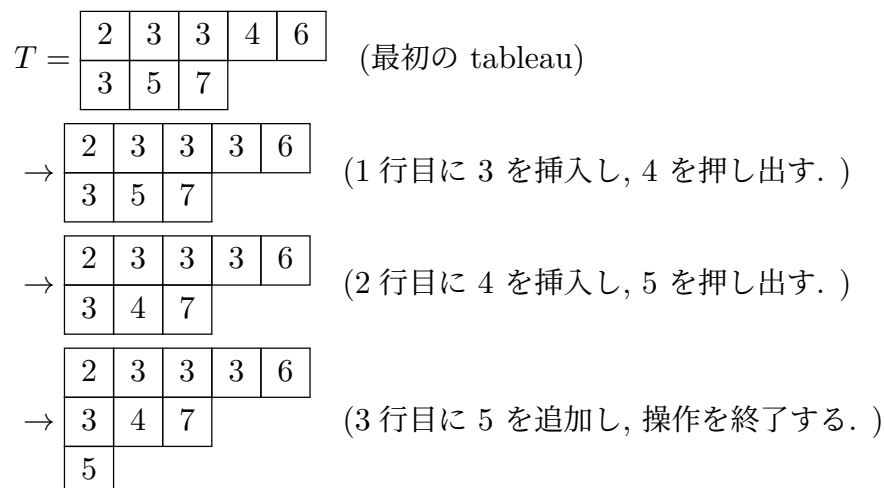 T = 2 3 3 4 6 (最初の tableau)
3 5 7
→ 2 3 3 3 6 (1 行目に 3 を挿入し, 4 を押し出す. )
3 5 7
→ 2 3 3 3 6 (2 行目に 4 を挿入し, 5 を押し出す. )
3 4 7
→ 2 3 3 3 6
3 4 7 (3 行目に 5 を追加し, 操作を終了する. )
5